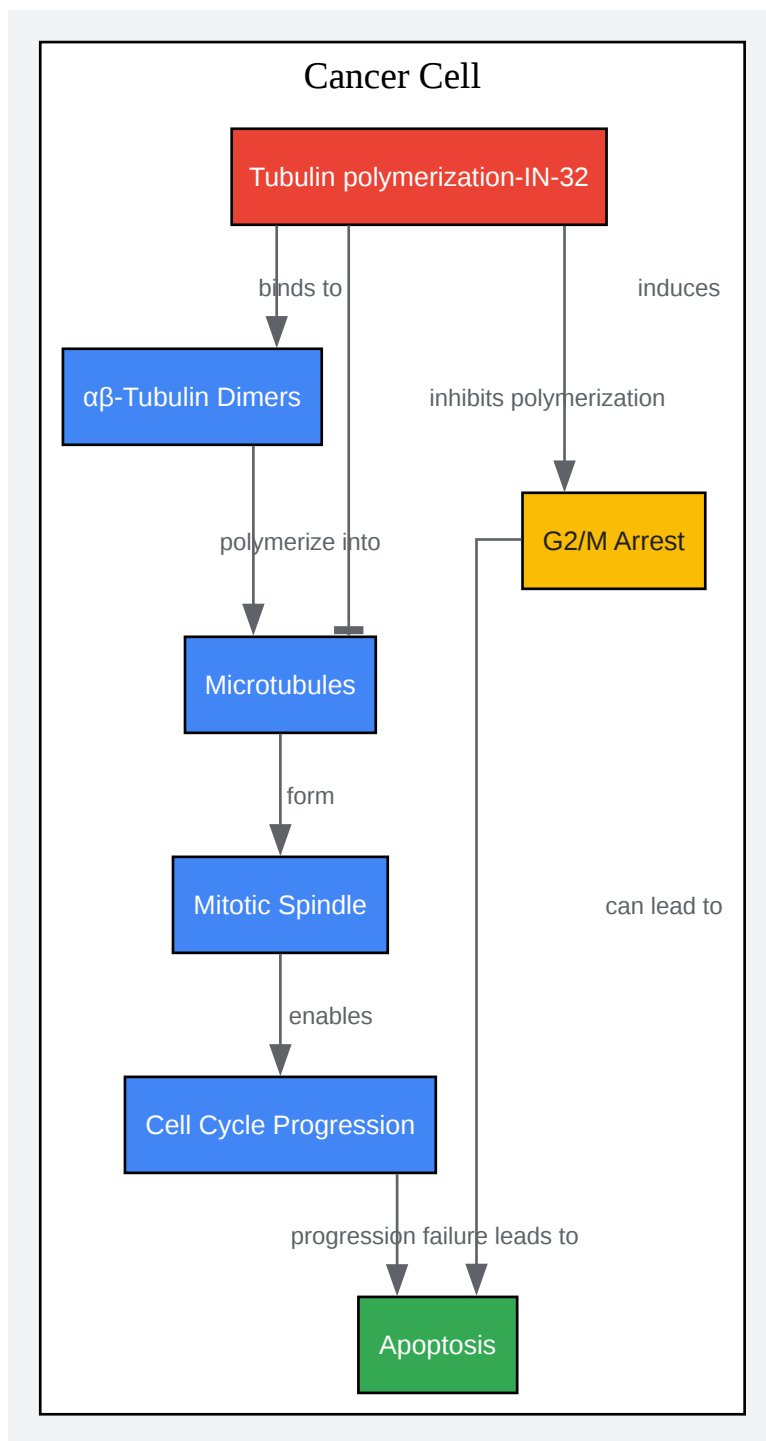 Cancer Cell
Tubulin polymerization-IN-32
binds to
induces
αβ-Tubulin Dimers
inhibits polymerization
polymerize into
G2/M Arrest
Microtubules
form
Mitotic Spindle
can lead to
enables
Cell Cycle Progression
progression failure leads to
Apoptosis